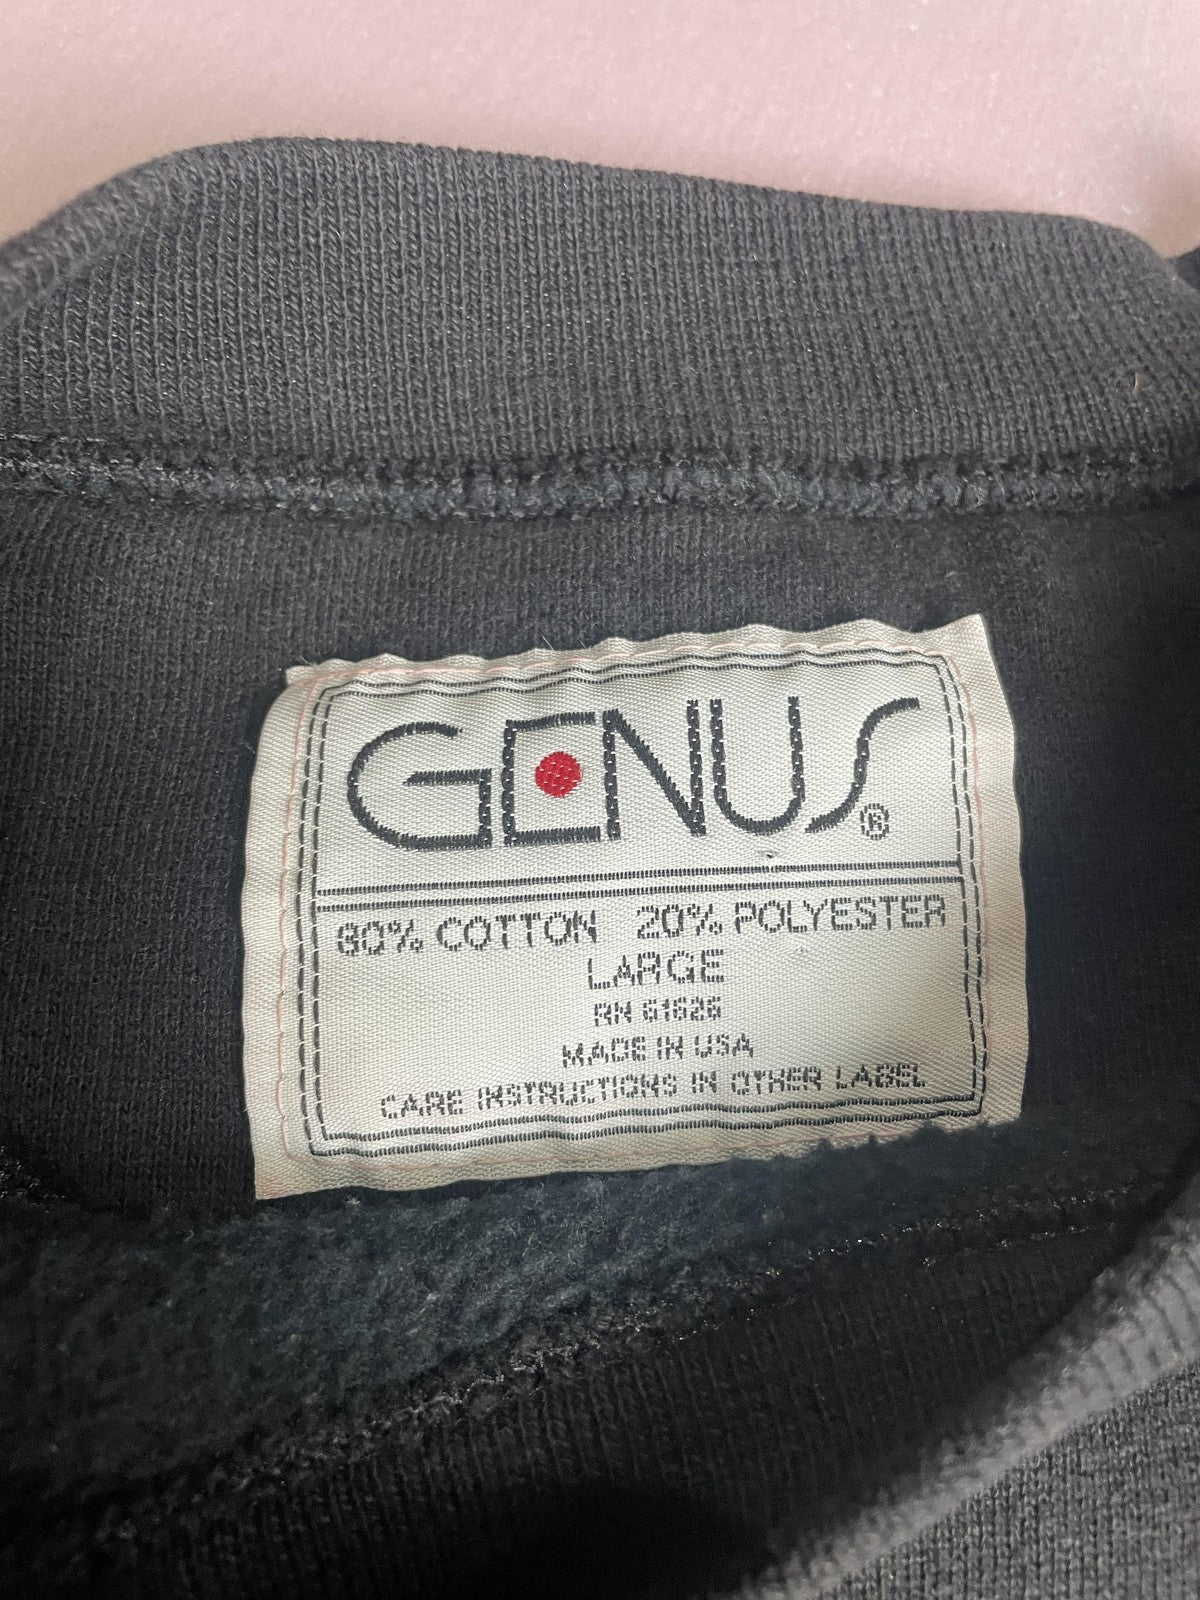 GENUS®
80% COTTON 20% POLYESTER
LARGE
RN 61626
MADE IN USA
CARE INSTRUCTIONS IN OTHER LABEL